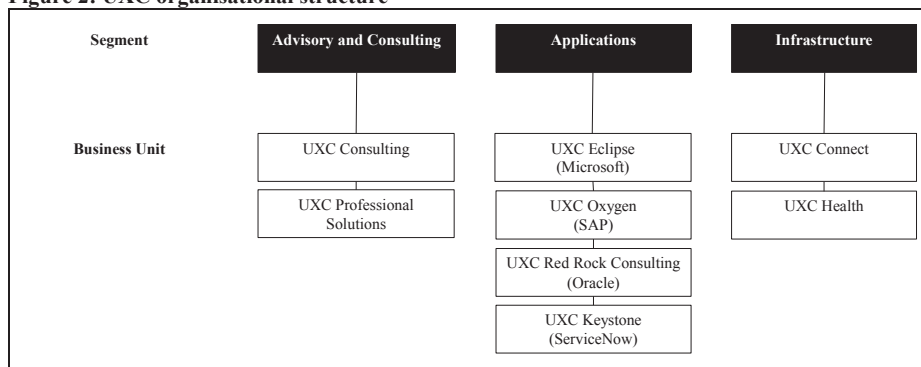 Figure 2: UXC organisational structure
Segment
Advisory and Consulting
Applications
Infrastructure
Business Unit
UXC Consulting
UXC Eclipse
(Microsoft)
UXC Connect
UXC Professional
Solutions
UXC Oxygen
(SAP)
UXC Health
UXC Red Rock Consulting
(Oracle)
UXC Keystone
(ServiceNow)